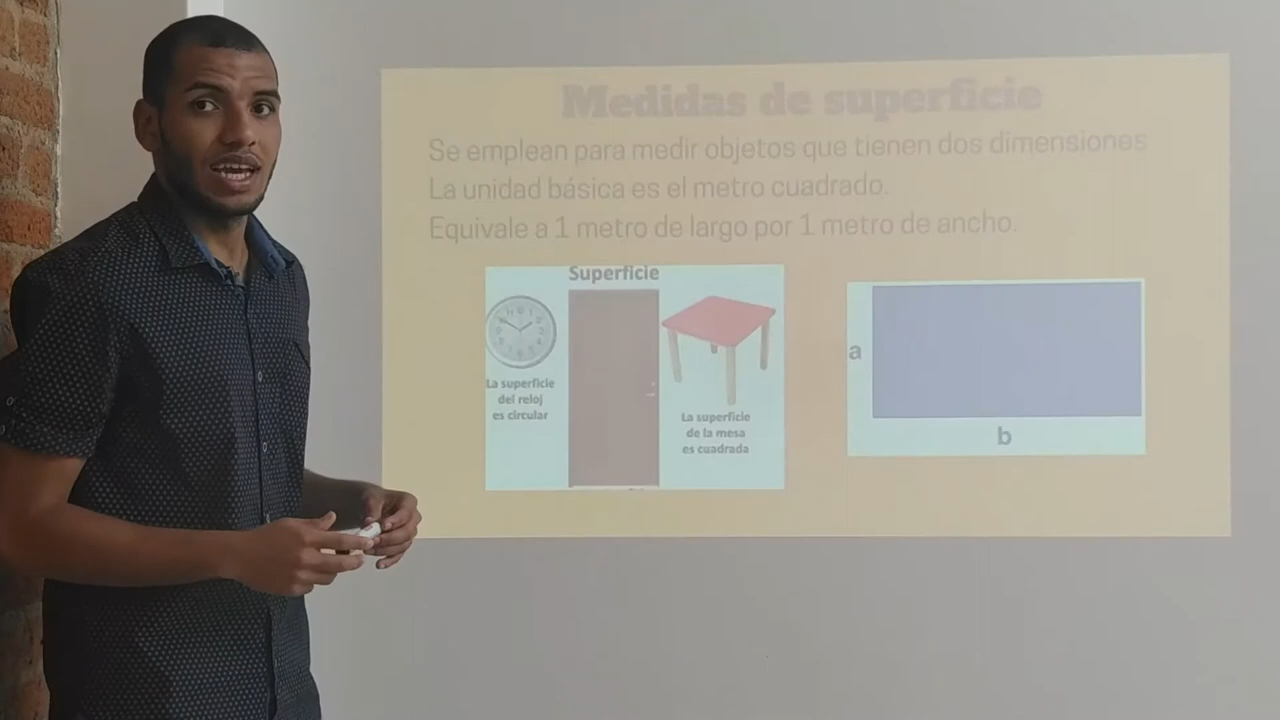 Medidas de superficie
Se emplean para medir objetos que tienen dos dimensiones
La unidad básica es el metro cuadrado.
Equivale a 1 metro de largo por 1 metro de ancho.
Superficie
La superficie
del reloj
es circular
La superficie
de la mesa
es cuadrada
a
b